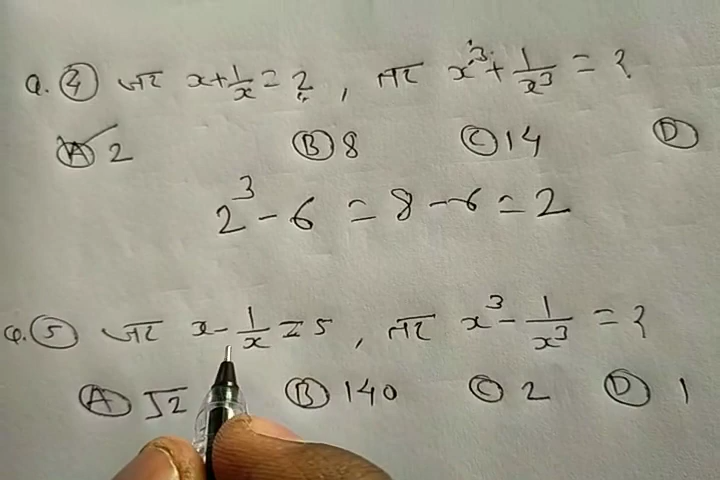 Q. ④ जर x + 1/x = 2, तर x³ + 1/x³ = ?
Ⓐ 2 Ⓑ 8 Ⓒ 14 Ⓓ
2³ - 6 = 8 - 6 = 2
Q. ⑤ जर x - 1/x = 5, तर x³ - 1/x³ = ?
Ⓐ √2 Ⓑ 140 Ⓒ 2 Ⓓ 1